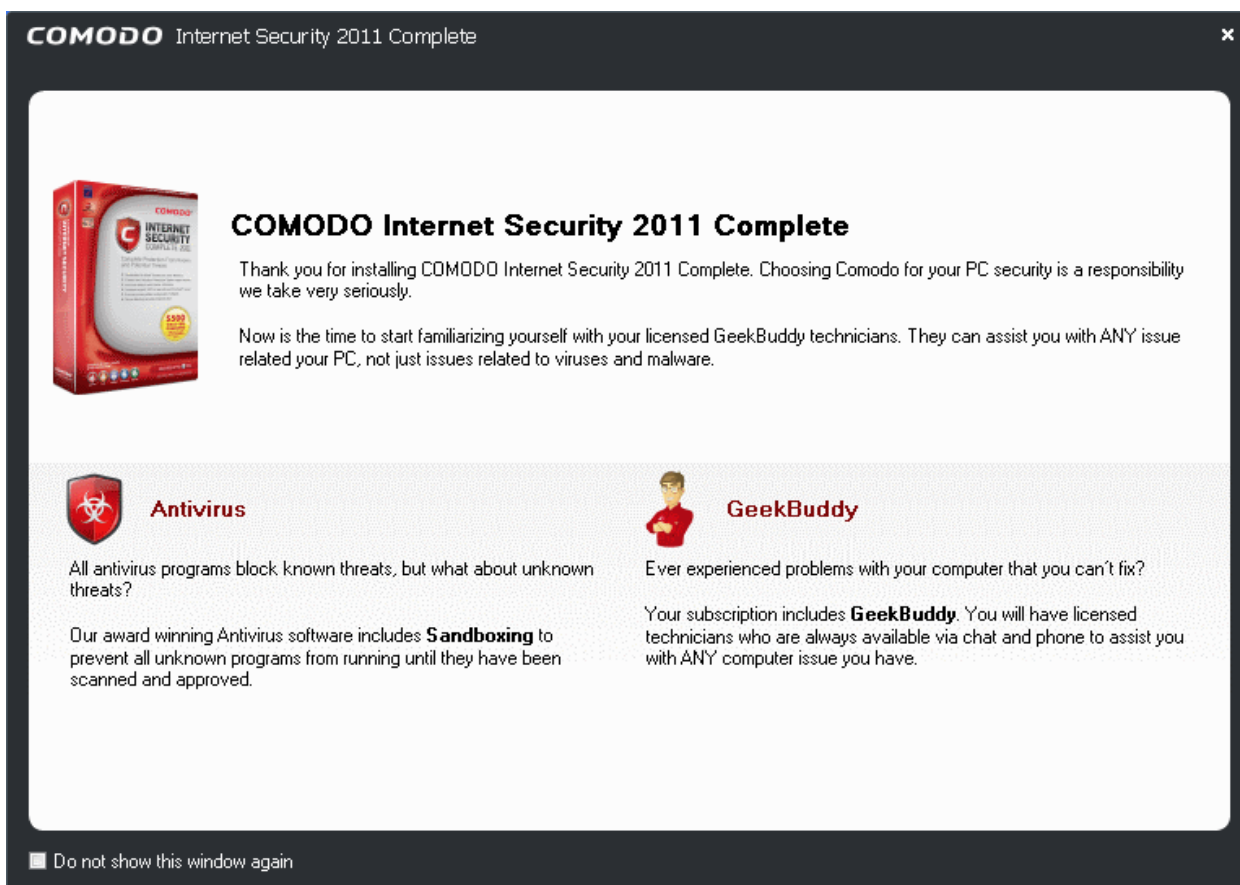 COMODO Internet Security 2011 Complete
COMODO
INTERNET
SECURITY
$500
COMODO Internet Security 2011 Complete
Thank you for installing COMODO Internet Security 2011 Complete. Choosing Comodo for your PC security is a responsibility
we take very seriously.
Now is the time to start familiarizing yourself with your licensed GeekBuddy technicians. They can assist you with ANY issue
related your PC, not just issues related to viruses and malware.
Antivirus
All antivirus programs block known threats, but what about unknown
threats?
Our award winning Antivirus software includes Sandboxing to
prevent all unknown programs from running until they have been
scanned and approved.
GeekBuddy
Ever experienced problems with your computer that you can´t fix?
Your subscription includes GeekBuddy. You will have licensed
technicians who are always available via chat and phone to assist you
with ANY computer issue you have.
Do not show this window again